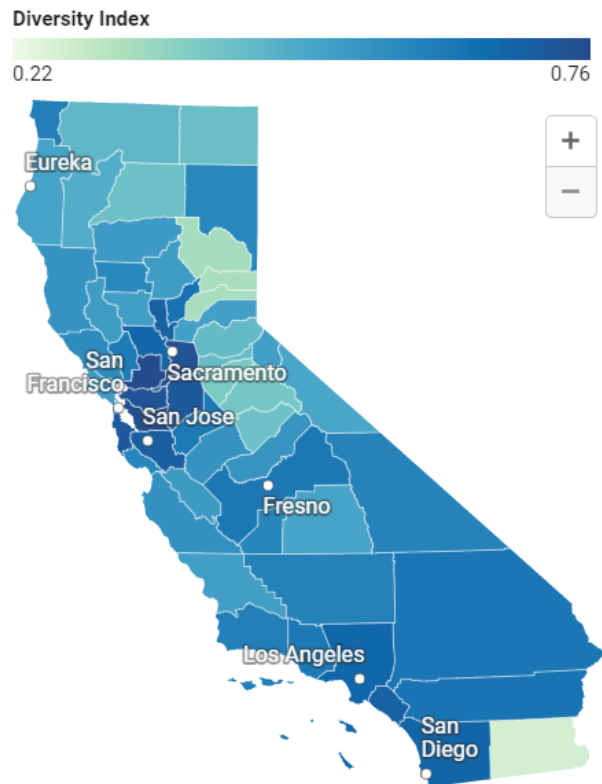 Diversity Index
0.22 0.76
+
−
Eureka
San
Francisco
Sacramento
San Jose
Fresno
Los Angeles
San
Diego